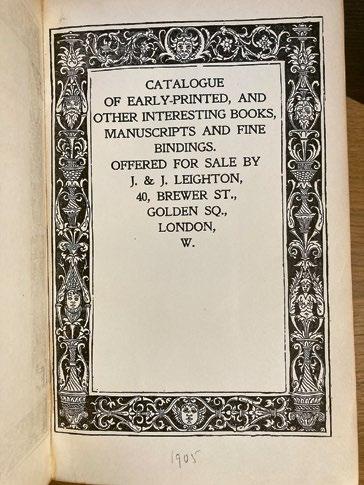 CATALOGUE
OF EARLY-PRINTED, AND
OTHER INTERESTING BOOKS,
MANUSCRIPTS AND FINE
BINDINGS.
OFFERED FOR SALE BY
J. & J. LEIGHTON,
40, BREWER ST.,
GOLDEN SQ.,
LONDON,
W.
1905